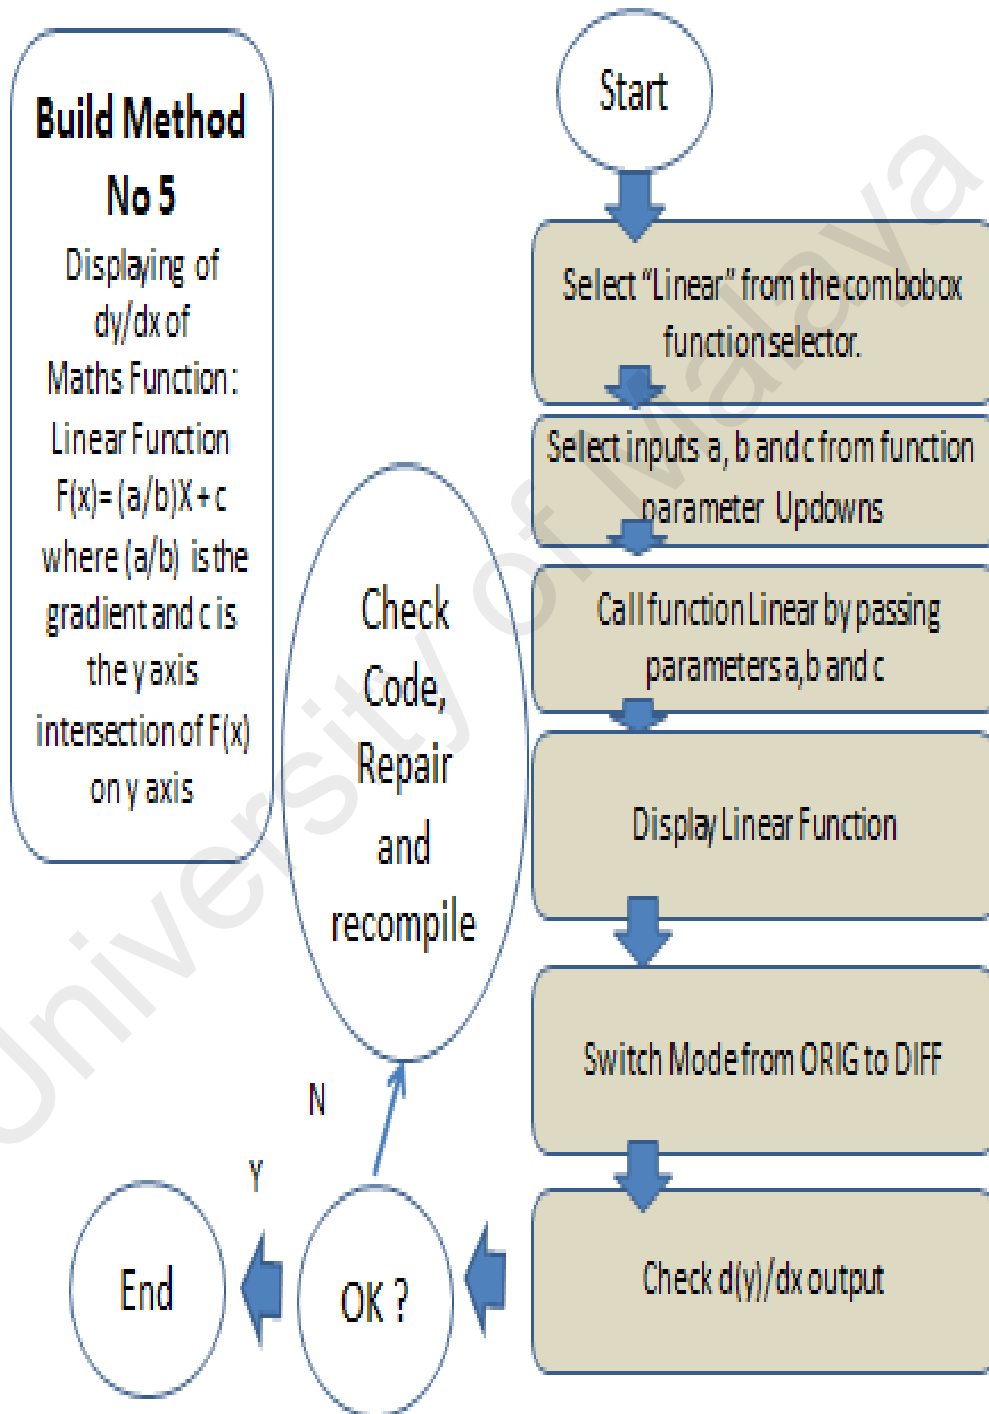 Build Method
No 5
Displaying of
dy/dx of
Maths Function :
Linear Function
F(x)= (a/b)X + c
where (a/b) is the
gradient and c is
the y axis
intersection of F(x)
on y axis
Start
Select “Linear” from the combobox
function selector.
Select inputs a, b and c from function
parameter Updowns
Call function Linear by passing
parameters a,b and c
Display Linear Function
Switch Mode from ORIG to DIFF
Check d(y)/dx output
OK ?
Y
End
N
Check
Code,
Repair
and
recompile
University of Malaya